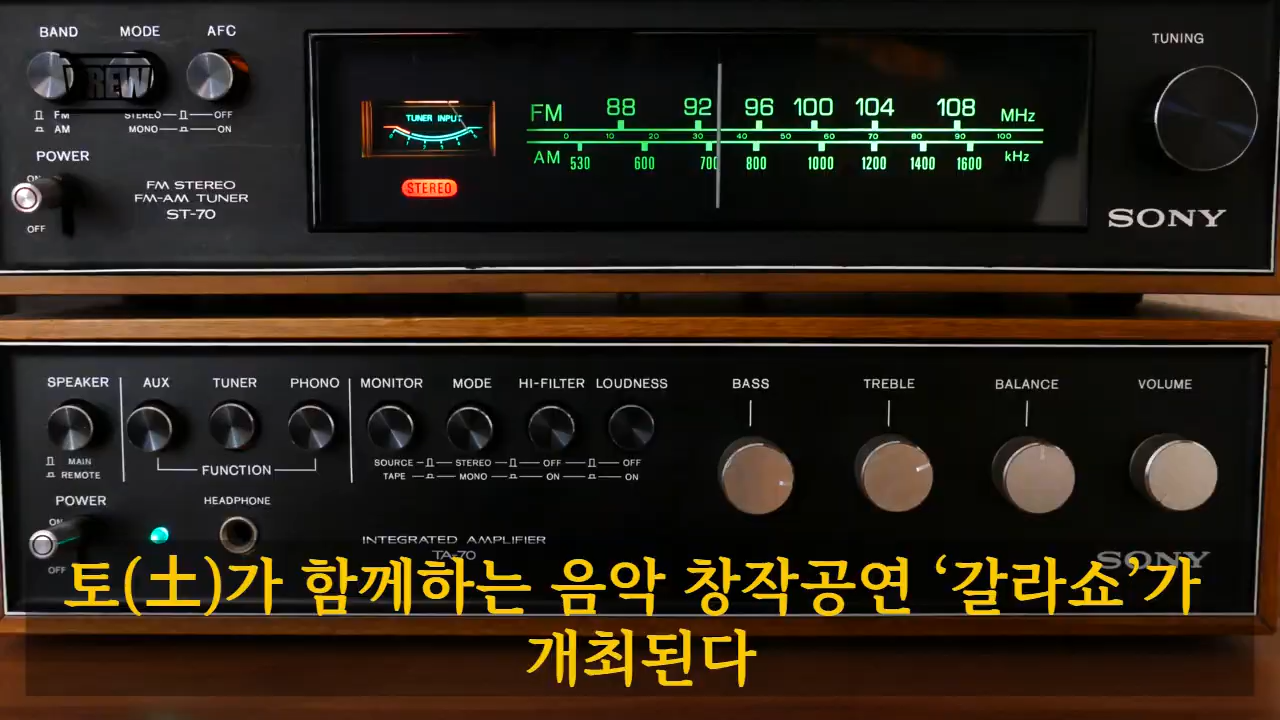 BAND MODE AFC
VREW
FM STEREO OFF
AM MONO ON
POWER
ON
OFF
FM STEREO
FM-AM TUNER
ST-70
TUNER INPUT
STEREO
FM 88 92 96 100 104 108 MHz
0 10 20 30 40 50 60 70 80 90 100
AM 530 600 700 800 1000 1200 1400 1600 kHz
TUNING
SONY
SPEAKER AUX TUNER PHONO MONITOR MODE HI-FILTER LOUDNESS BASS TREBLE BALANCE VOLUME
MAIN
REMOTE
FUNCTION
SOURCE STEREO OFF OFF
TAPE MONO ON ON
POWER
ON
OFF
HEADPHONE
INTEGRATED AMPLIFIER
TA-70
SONY
토(土)가 함께하는 음악 창작공연 ‘갈라쇼’가
개최된다